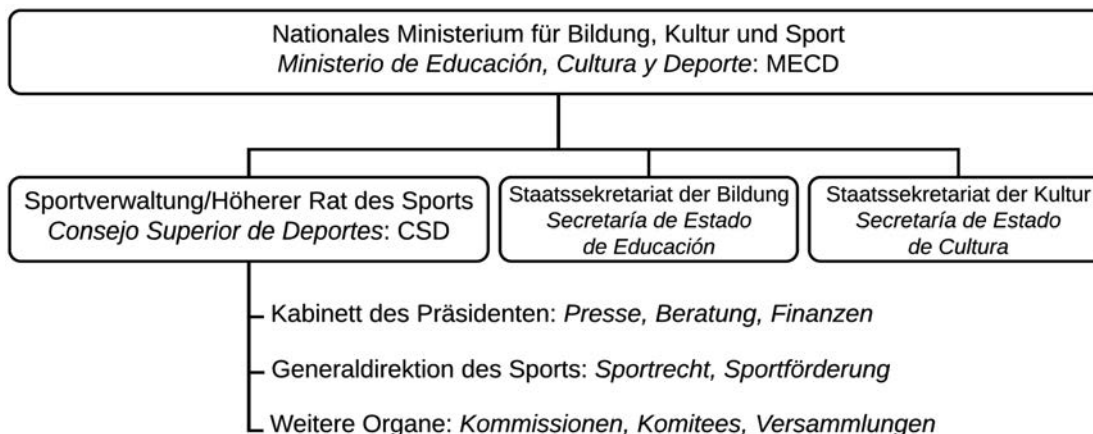 Nationales Ministerium für Bildung, Kultur und Sport
Ministerio de Educación, Cultura y Deporte: MECD
Sportverwaltung/Höherer Rat des Sports
Consejo Superior de Deportes: CSD
Staatssekretariat der Bildung
Secretaría de Estado
de Educación
Staatssekretariat der Kultur
Secretaría de Estado
de Cultura
Kabinett des Präsidenten: Presse, Beratung, Finanzen
Generaldirektion des Sports: Sportrecht, Sportförderung
Weitere Organe: Kommissionen, Komitees, Versammlungen